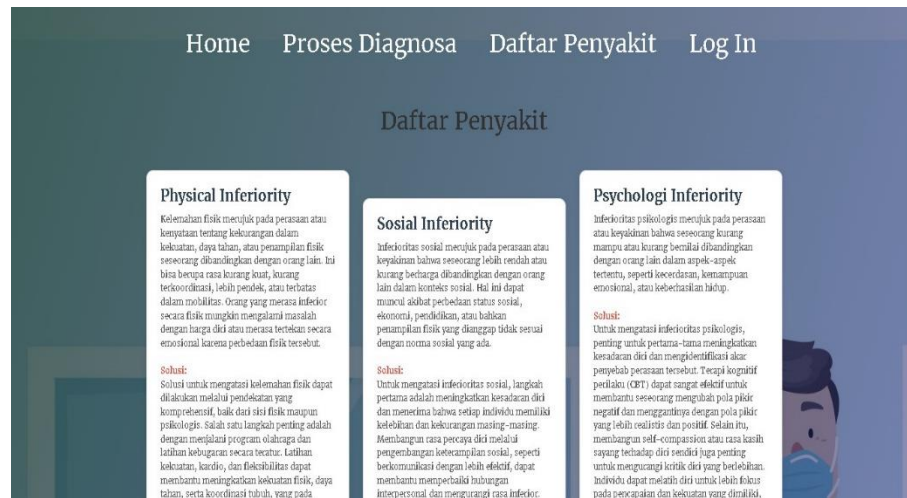 Home Proses Diagnosa Daftar Penyakit Log In
Daftar Penyakit
Physical Inferiority
Kelemahan fisik merujuk pada perasaan atau
kenyataan tentang kekurangan dalam
kekuatan, daya tahan, atau penampilan fisik
seseorang dibandingkan dengan orang lain. Ini
bisa berupa rasa kurang kuat, kurang
terkoordinasi, lebih pendek, atau terbatas
dalam mobilitas. Orang yang merasa inferior
secara fisik mungkin mengalami masalah
dengan harga diri atau merasa tertekan secara
emosional karena perbedaan fisik tersebut.
Solusi:
Solusi untuk mengatasi kelemahan fisik dapat
dilakukan melalui pendekatan yang
komprehensif, baik dari sisi fisik maupun
psikologis. Salah satu langkah penting adalah
dengan menjalani program olahraga dan
latihan kebugaran secara teratur. Latihan
kekuatan, kardio, dan fleksibilitas dapat
membantu meningkatkan kekuatan fisik, daya
tahan, serta koordinasi tubuh, yang pada
Sosial Inferiority
Inferioritas sosial merujuk pada perasaan atau
keyakinan bahwa seseorang lebih rendah atau
kurang berharga dibandingkan dengan orang
lain dalam konteks sosial. Hal ini dapat
muncul akibat perbedaan status sosial,
ekonomi, pendidikan, atau bahkan
penampilan fisik yang dianggap tidak sesuai
dengan norma sosial yang ada.
Solusi:
Untuk mengatasi inferioritas sosial, langkah
pertama adalah meningkatkan kesadaran diri
dan menerima bahwa setiap individu memiliki
kelebihan dan kekurangan masing-masing.
Membangun rasa percaya diri melalui
pengembangan keterampilan sosial, seperti
berkomunikasi dengan lebih efektif, dapat
membantu memperbaiki hubungan
interpersonal dan mengurangi rasa inferior.
Psychologi Inferiority
Inferioritas psikologis merujuk pada perasaan
atau keyakinan bahwa seseorang kurang
mampu atau kurang bernilai dibandingkan
dengan orang lain dalam aspek-aspek
tertentu, seperti kecerdasan, kemampuan
emosional, atau keberhasilan hidup.
Solusi:
Untuk mengatasi inferioritas psikologis,
penting untuk pertama-tama meningkatkan
kesadaran diri dan mengidentifikasi akar
penyebab perasaan tersebut. Terapi kognitif
perilaku (CBT) dapat sangat efektif untuk
membantu seseorang mengubah pola pikir
negatif dan menggantinya dengan pola pikir
yang lebih realistis dan positif. Selain itu,
membangun self-compassion atau rasa kasih
sayang terhadap diri sendiri juga penting
untuk mengurangi kritik diri yang berlebihan.
Individu dapat melatih diri untuk lebih fokus
pada pencapaian dan kekuatan yang dimiliki,